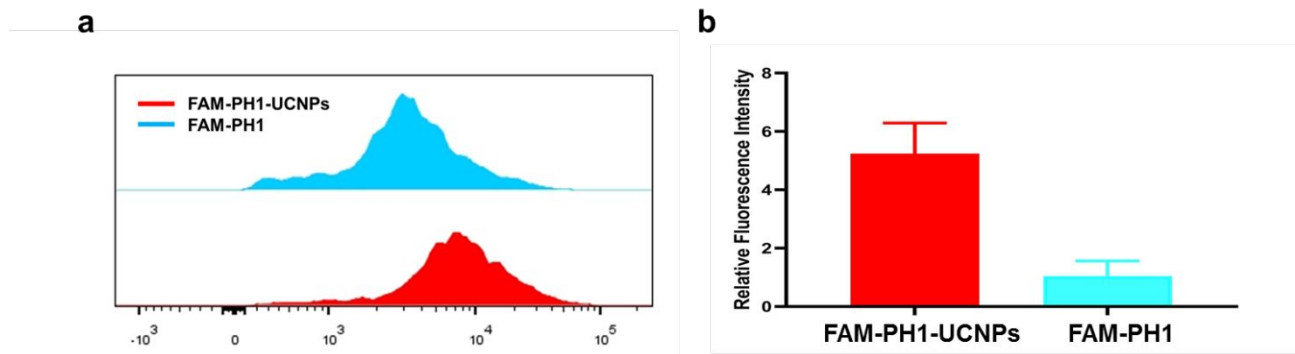 a
FAM-PH1-UCNPs
FAM-PH1
-10³ 0 10³ 10⁴ 10⁵
b
Relative Fluorescence Intensity
8
6
4
2
0
FAM-PH1-UCNPs FAM-PH1